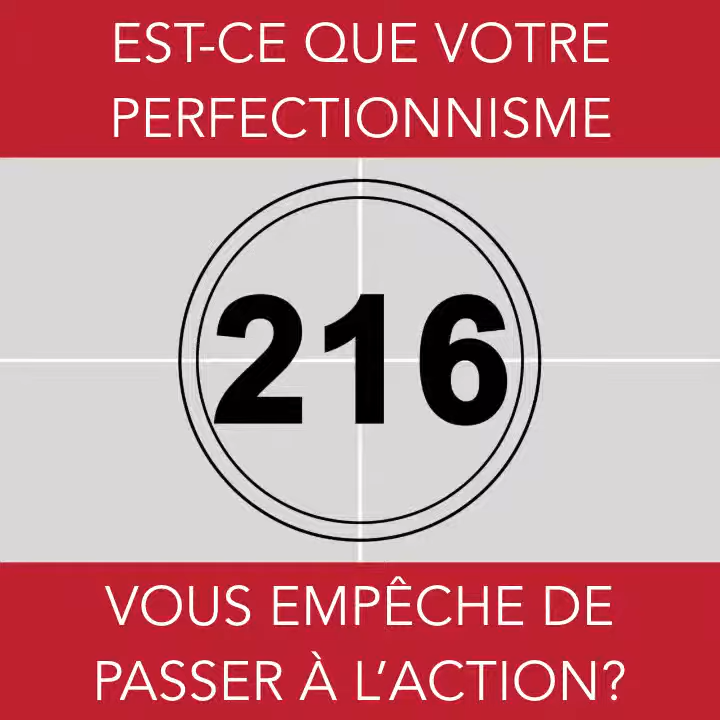 EST-CE QUE VOTRE
PERFECTIONNISME
216
VOUS EMPÊCHE DE
PASSER À L’ACTION?